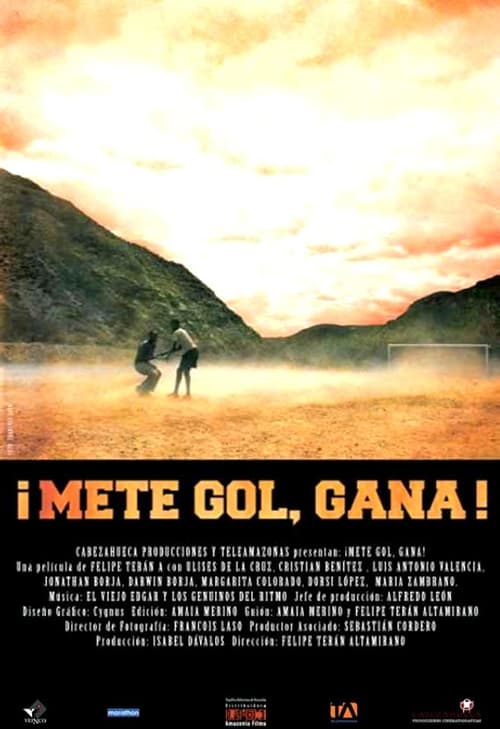 ¡METE GOL, GANA!
CABEZAHUECA PRODUCCIONES Y TELEAMAZONAS presentan: ¡METE GOL, GANA!
Una película de FELIPE TERÁN A con ULISES DE LA CRUZ, CRISTIAN BENÍTEZ , LUIS ANTONIO VALENCIA,
JONATHAN BORJA, DARWIN BORJA, MARGARITA COLORADO, DORSI LÓPEZ, MARIA ZAMBRANO.
Música: EL VIEJO EDGAR Y LOS GENUINOS DEL RITMO Jefe de producción: ALFREDO LEÓN
Diseño Gráfico: Cygnus Edición: AMAIA MERINO Guión: AMAIA MERINO y FELIPE TERÁN ALTAMIRANO
Director de Fotografía: FRANCOIS LASO Productor Asociado: SEBASTIÁN CORDERO
Producción: ISABEL DÁVALOS Dirección: FELIPE TERÁN ALTAMIRANO
VENCO
marathon
Amazonia Films
TA